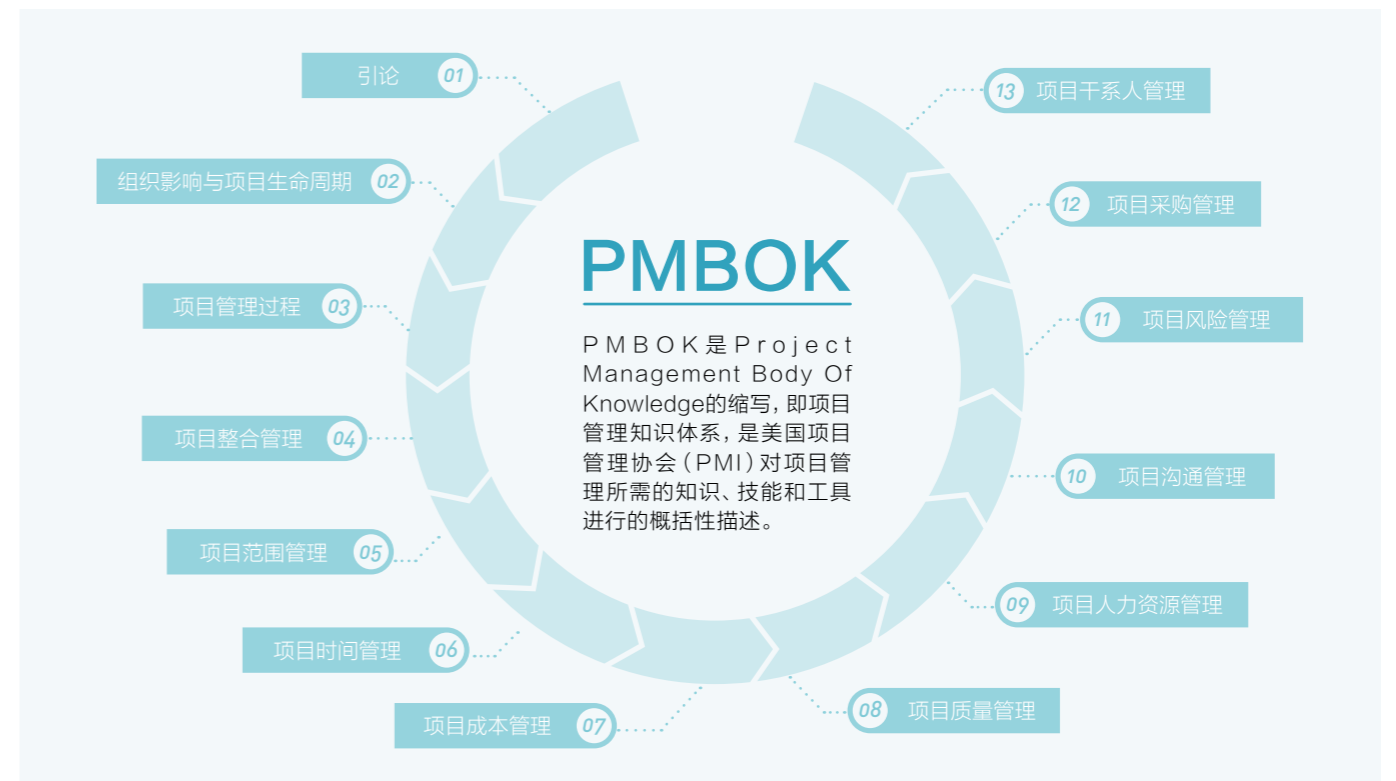 引论 01
组织影响与项目生命周期 02
项目管理过程 03
项目整合管理 04
项目范围管理 05
项目时间管理 06
项目成本管理 07
08 项目质量管理
09 项目人力资源管理
10 项目沟通管理
11 项目风险管理
12 项目采购管理
13 项目干系人管理
PMBOK
PMBOK是Project
Management Body Of
Knowledge的缩写，即项目
管理知识体系，是美国项目
管理协会（PMI）对项目管
理所需的知识、技能和工具
进行的概括性描述。